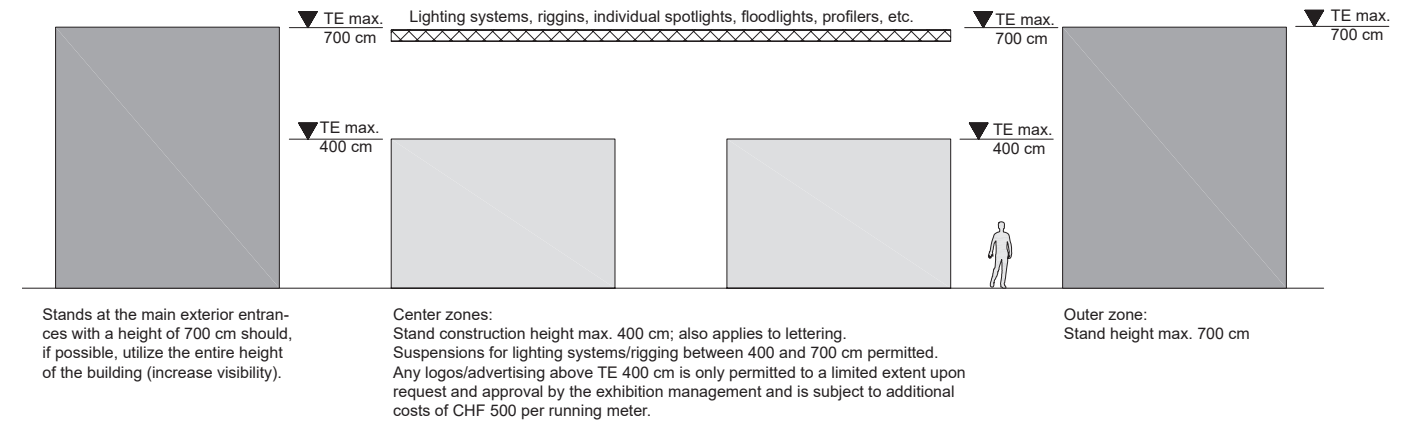 TE max.
700 cm
Lighting systems, riggins, individual spotlights, floodlights, profilers, etc.
TE max.
700 cm
TE max.
700 cm
TE max.
400 cm
TE max.
400 cm
Stands at the main exterior entran-
ces with a height of 700 cm should,
if possible, utilize the entire height
of the building (increase visibility).
Center zones:
Stand construction height max. 400 cm; also applies to lettering.
Suspensions for lighting systems/rigging between 400 and 700 cm permitted.
Any logos/advertising above TE 400 cm is only permitted to a limited extent upon
request and approval by the exhibition management and is subject to additional
costs of CHF 500 per running meter.
Outer zone:
Stand height max. 700 cm